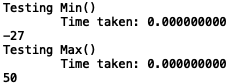 Testing Min()
Time taken: 0.000000000
-27
Testing Max()
Time taken: 0.000000000
50